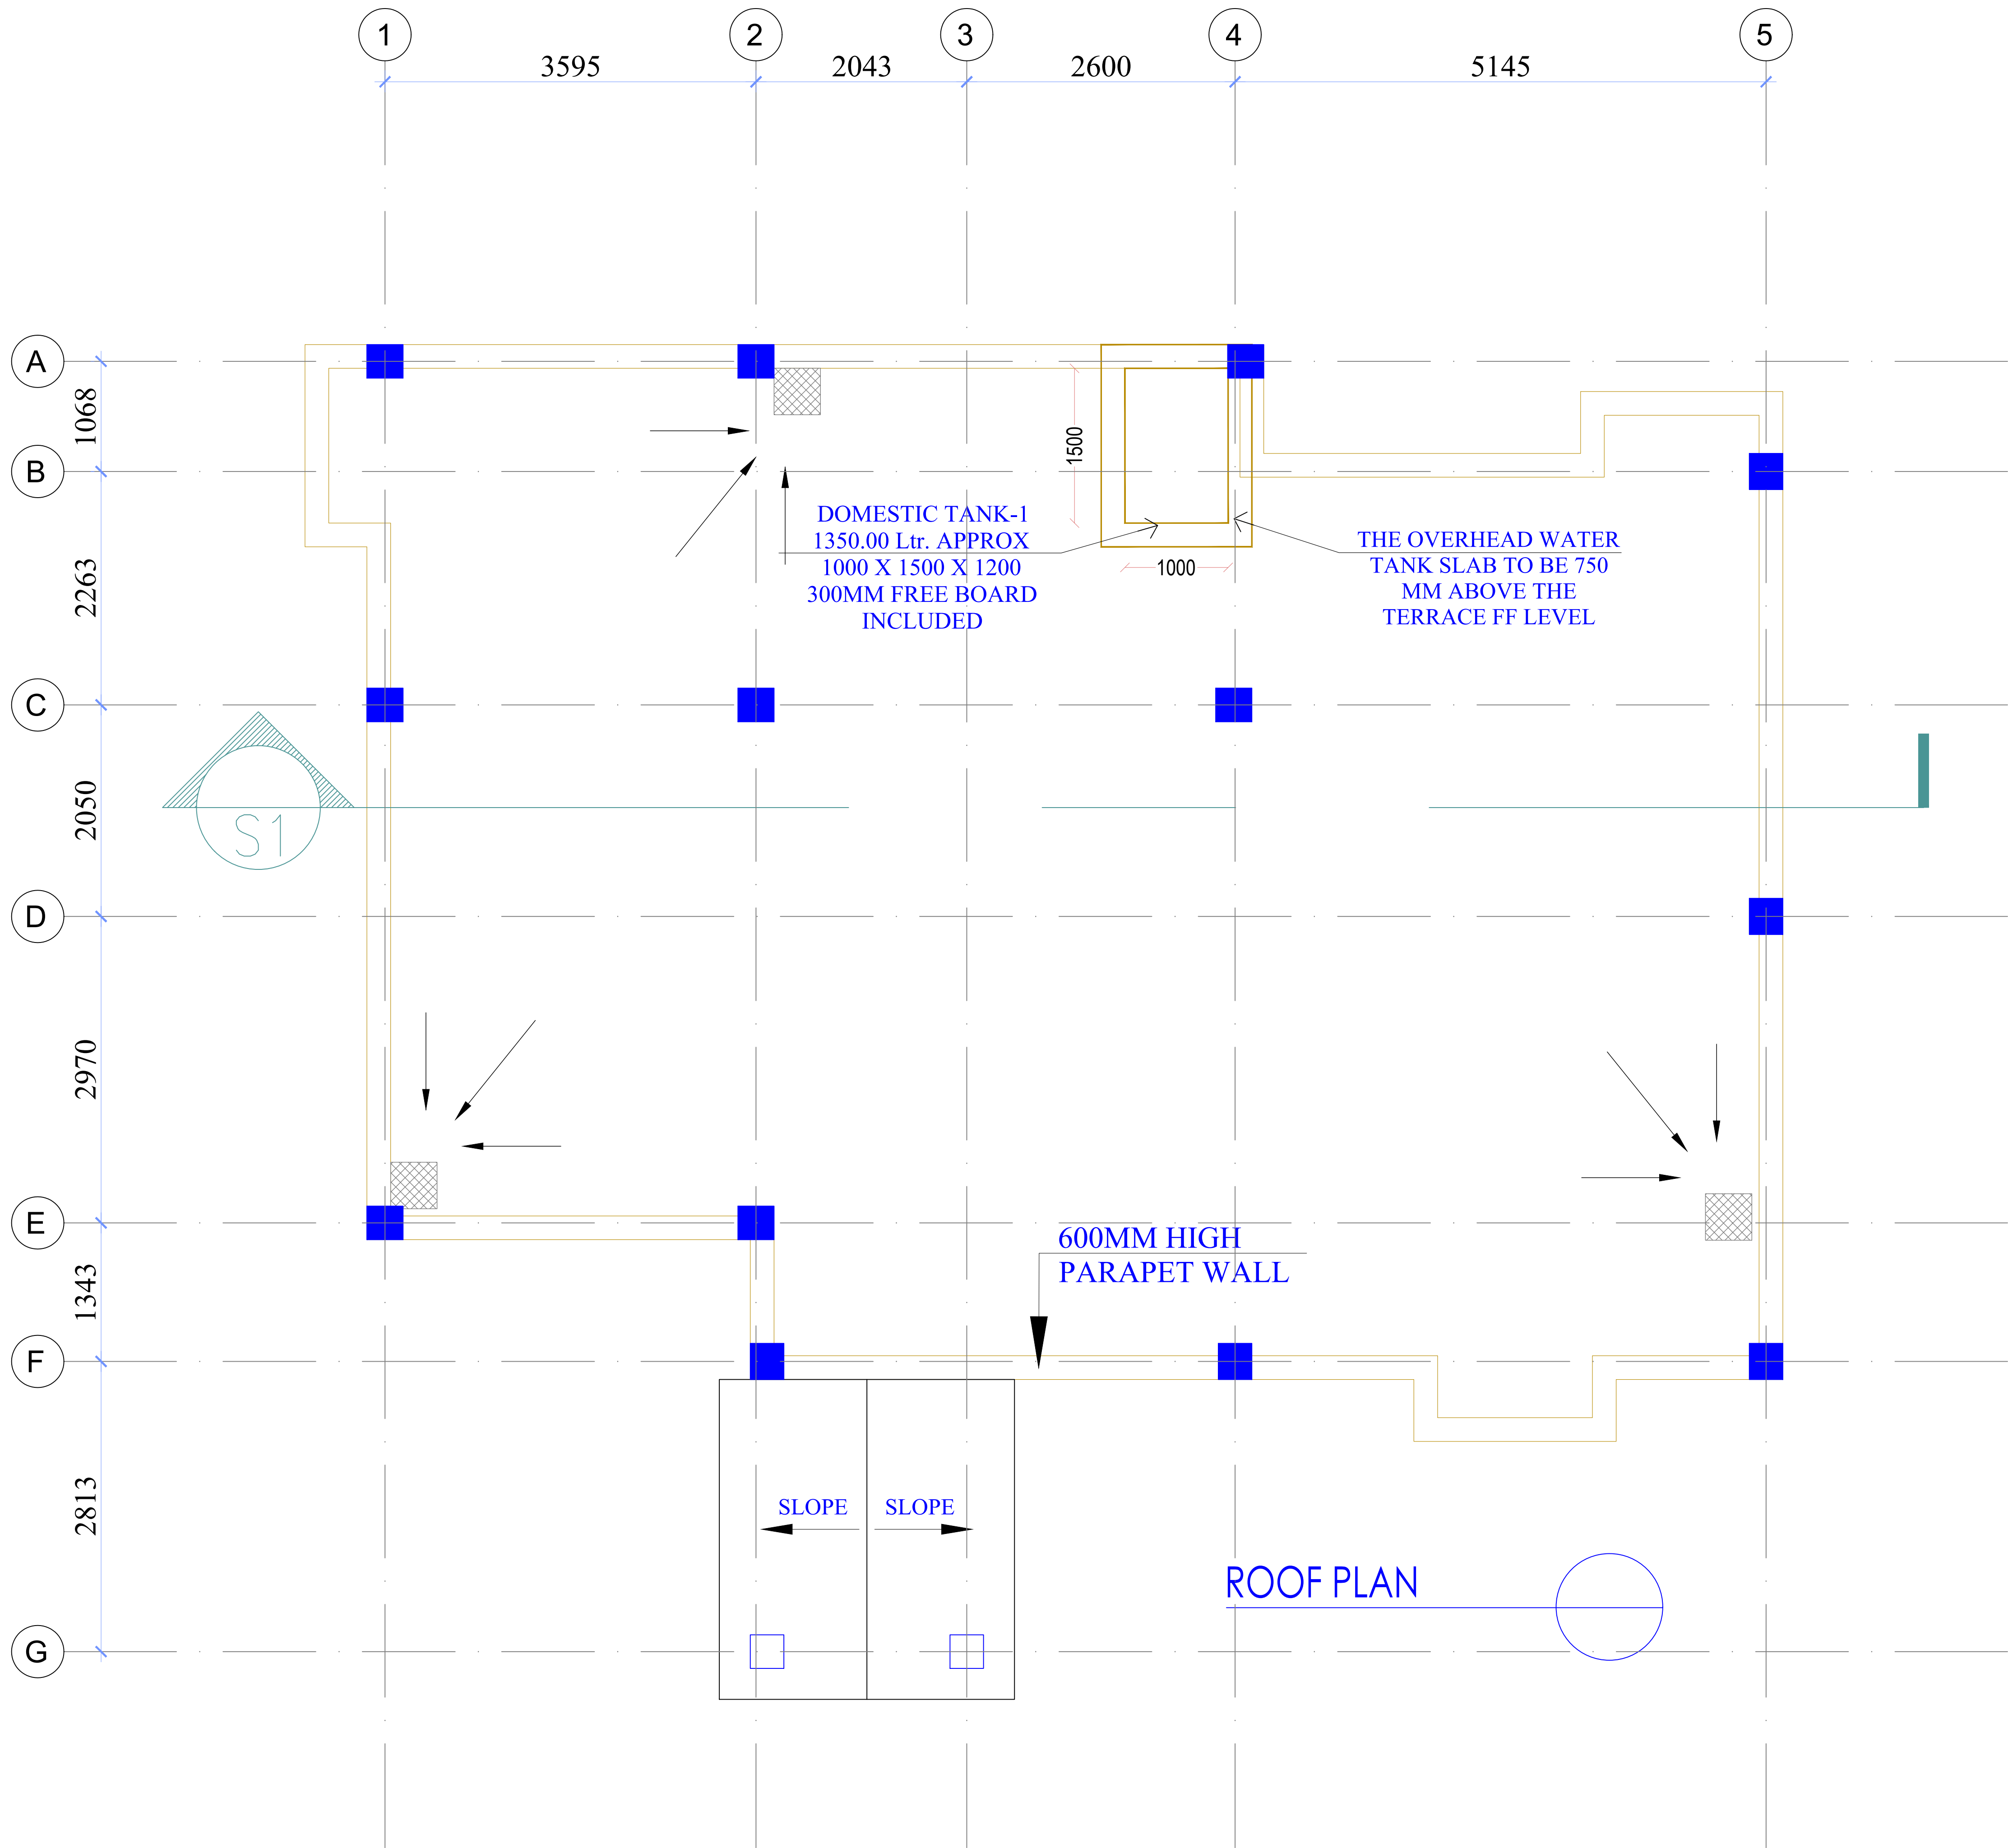 1 2 3 4 5
3595 2043 2600 5145
A
1068
B
2263
C
2050
D
2970
E
1343
F
2813
G
1500
DOMESTIC TANK-1
1350.00 Ltr. APPROX
1000 X 1500 X 1200
300MM FREE BOARD
INCLUDED
1000
THE OVERHEAD WATER
TANK SLAB TO BE 750
MM ABOVE THE
TERRACE FF LEVEL
S1
600MM HIGH
PARAPET WALL
SLOPE SLOPE
ROOF PLAN